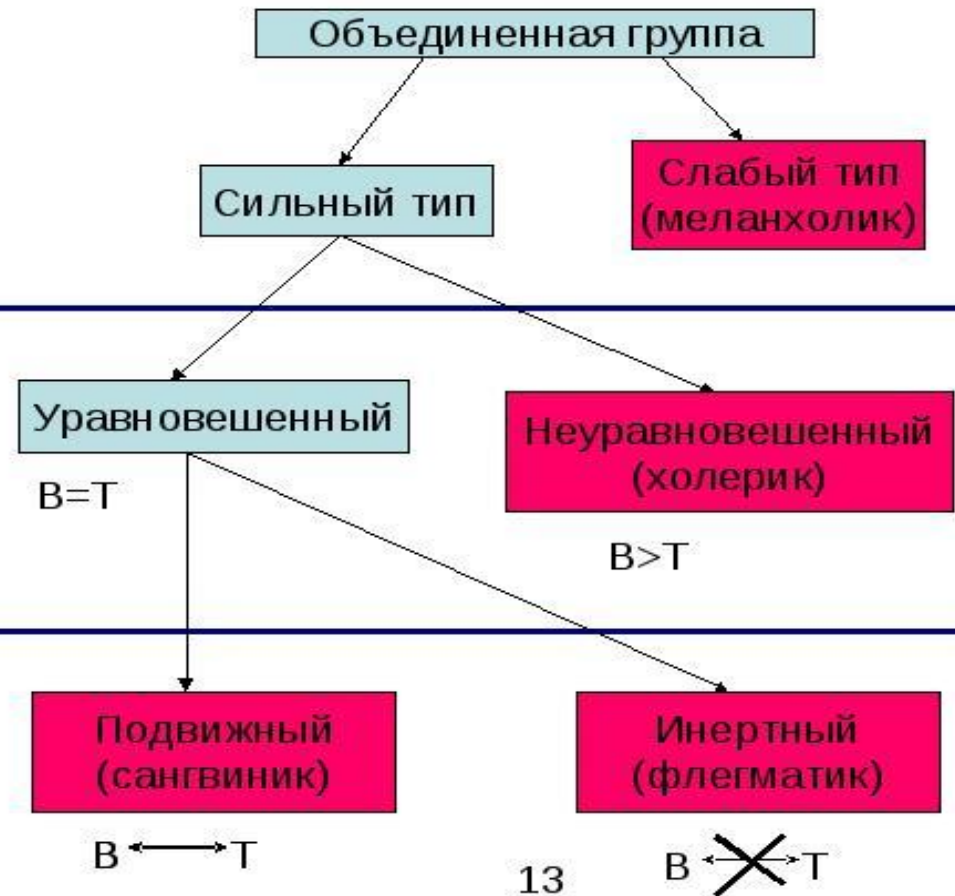 Объединенная группа
Сильный тип
Слабый тип
(меланхолик)
Уравновешенный
В=Т
Неуравновешенный
(холерик)
В>Т
Подвижный
(сангвиник)
В Т
Инертный
(флегматик)
В Т
13